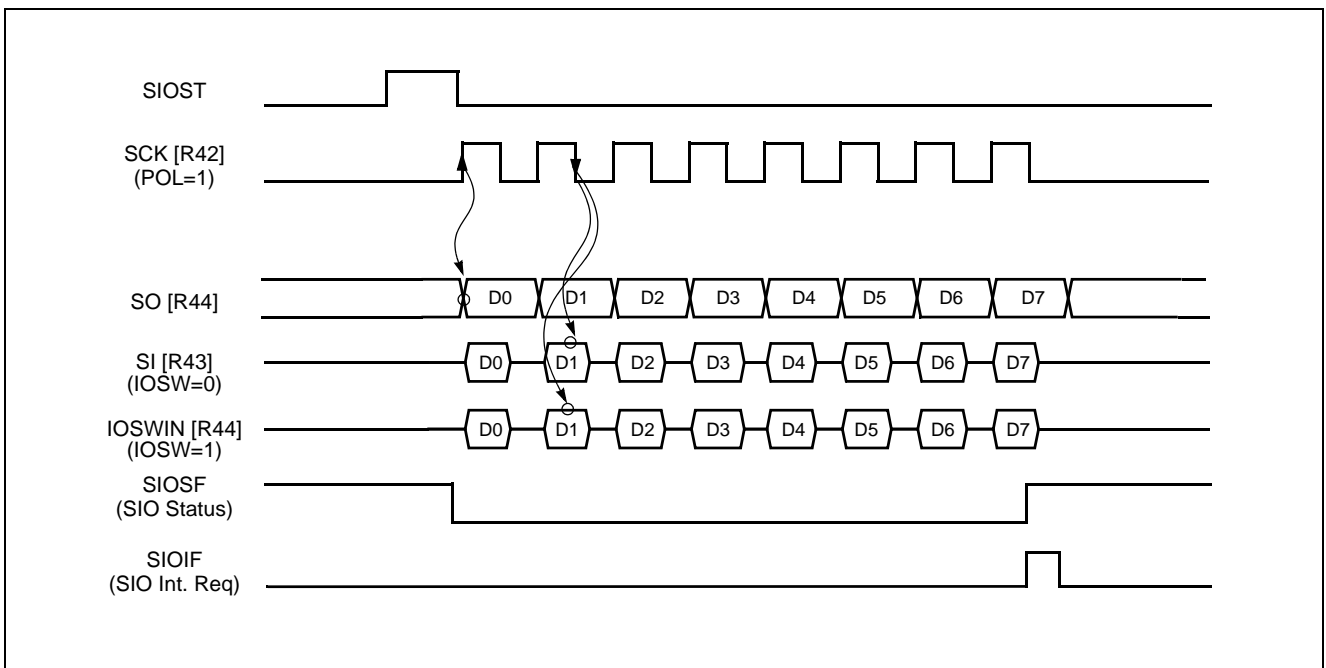 SIOST
SCK [R42]
(POL=1)
SO [R44]
D0 D1 D2 D3 D4 D5 D6 D7
SI [R43]
(IOSW=0)
D0 D1 D2 D3 D4 D5 D6 D7
IOSWIN [R44]
(IOSW=1)
D0 D1 D2 D3 D4 D5 D6 D7
SIOSF
(SIO Status)
SIOIF
(SIO Int. Req)